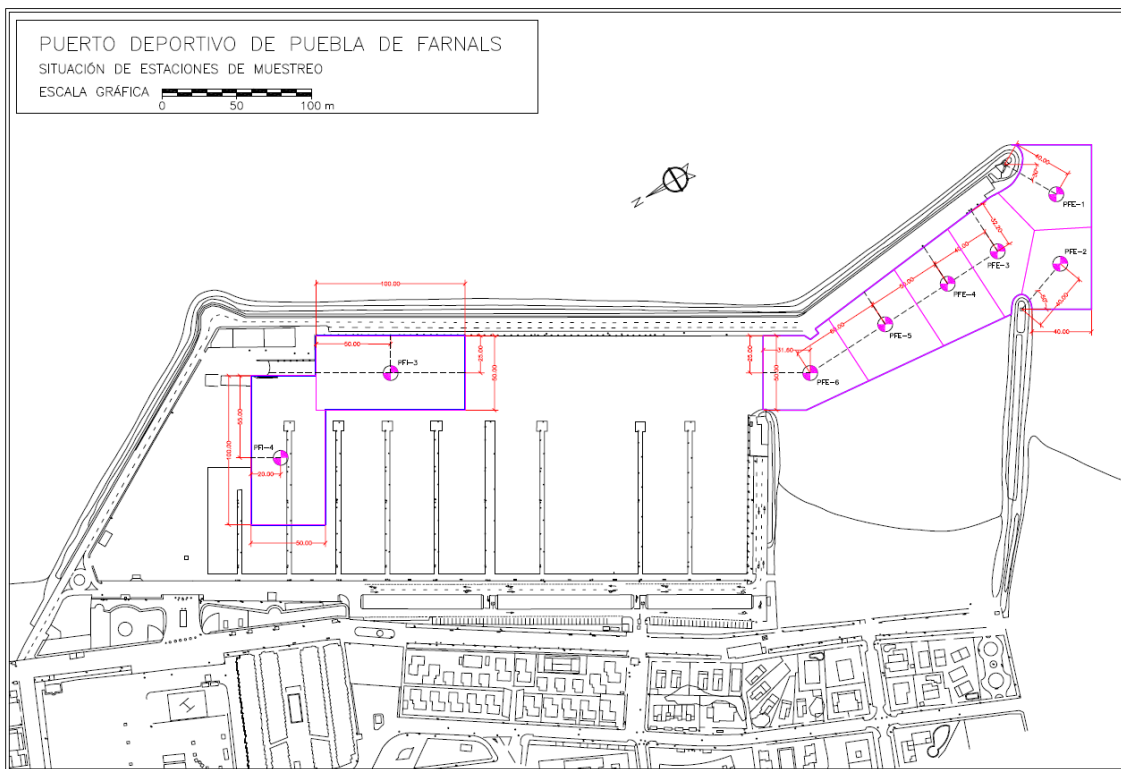 PUERTO DEPORTIVO DE PUEBLA DE FARNALS
SITUACIÓN DE ESTACIONES DE MUESTREO
ESCALA GRÁFICA
0 50 100 m
N
40.00
PFE-1
PFE-2
PFE-3
PFE-4
PFE-5
PFE-6
40.00
100.00
50.00
PFI-3
25.00
50.00
25.00
31.50
50.00
PFI-4
100.00
20.00
50.00